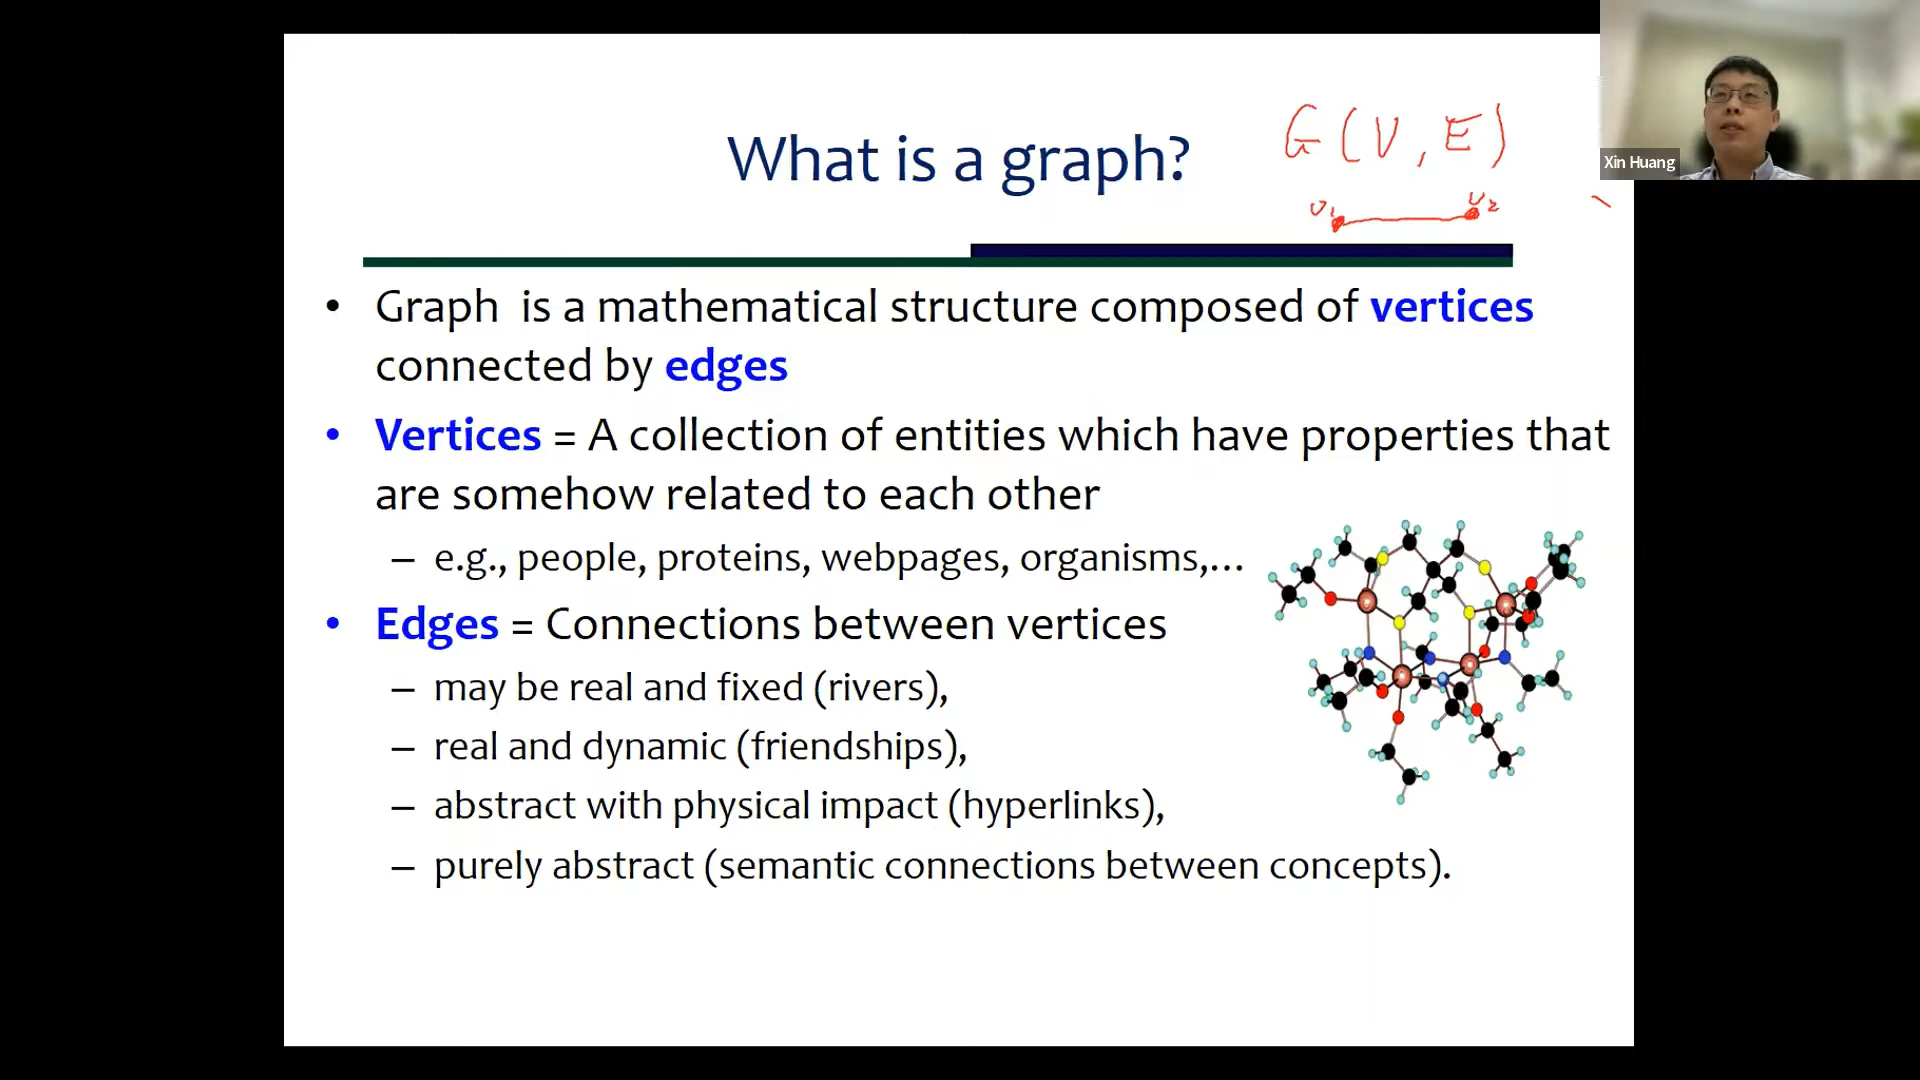 What is a graph?
G(V,E)
Xin Huang
v1 v2
• Graph is a mathematical structure composed of vertices
connected by edges
• Vertices = A collection of entities which have properties that
are somehow related to each other
– e.g., people, proteins, webpages, organisms,...
• Edges = Connections between vertices
– may be real and fixed (rivers),
– real and dynamic (friendships),
– abstract with physical impact (hyperlinks),
– purely abstract (semantic connections between concepts).